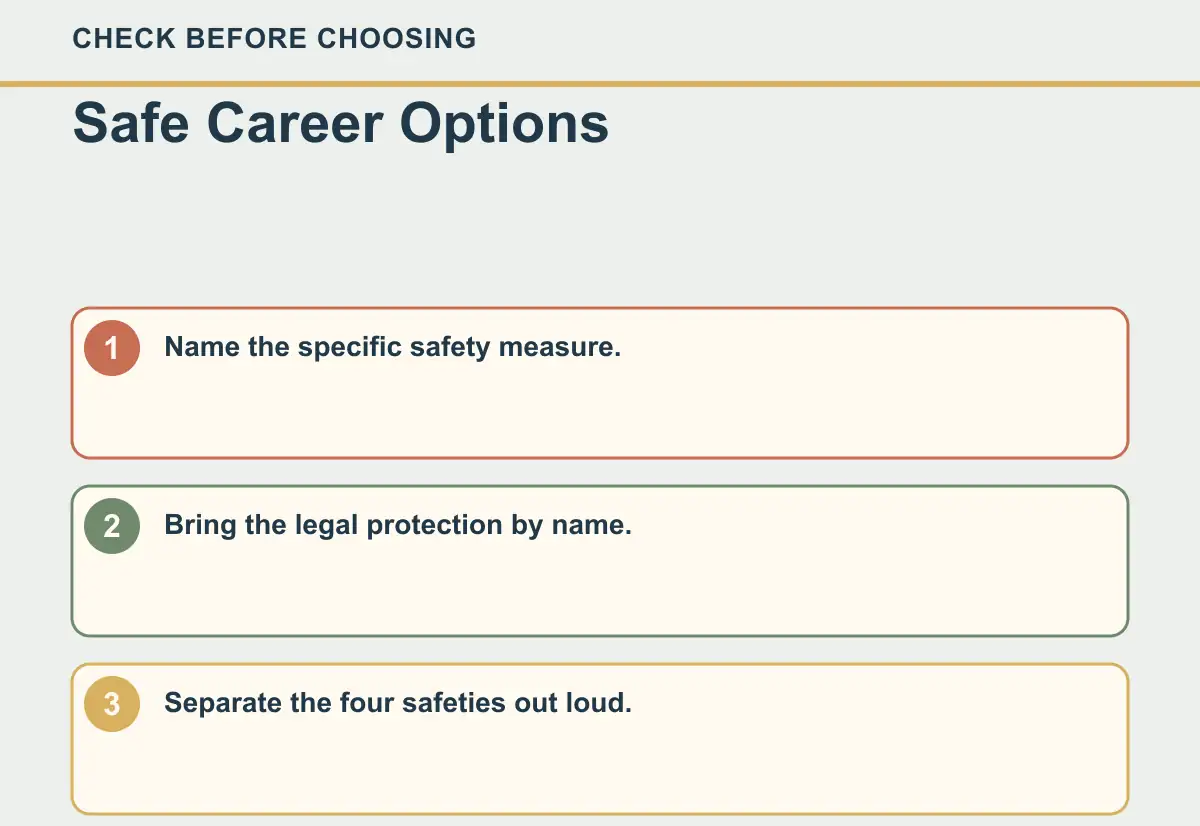 CHECK BEFORE CHOOSING
Safe Career Options
1 Name the specific safety measure.
2 Bring the legal protection by name.
3 Separate the four safeties out loud.